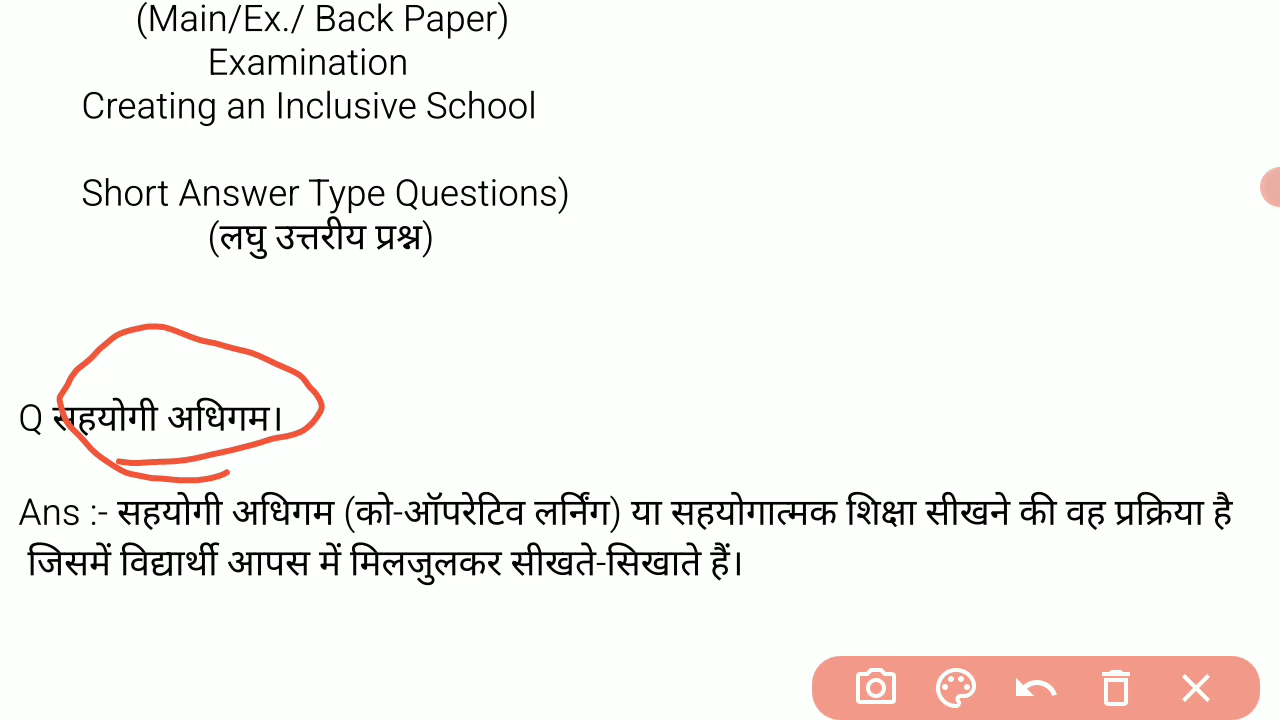 (Main/Ex./ Back Paper)
Examination
Creating an Inclusive School
Short Answer Type Questions)
(लघु उत्तरीय प्रश्न)
Q सहयोगी अधिगम।
Ans :- सहयोगी अधिगम (को-ऑपरेटिव लर्निंग) या सहयोगात्मक शिक्षा सीखने की वह प्रक्रिया है
जिसमें विद्यार्थी आपस में मिलजुलकर सीखते-सिखाते हैं।